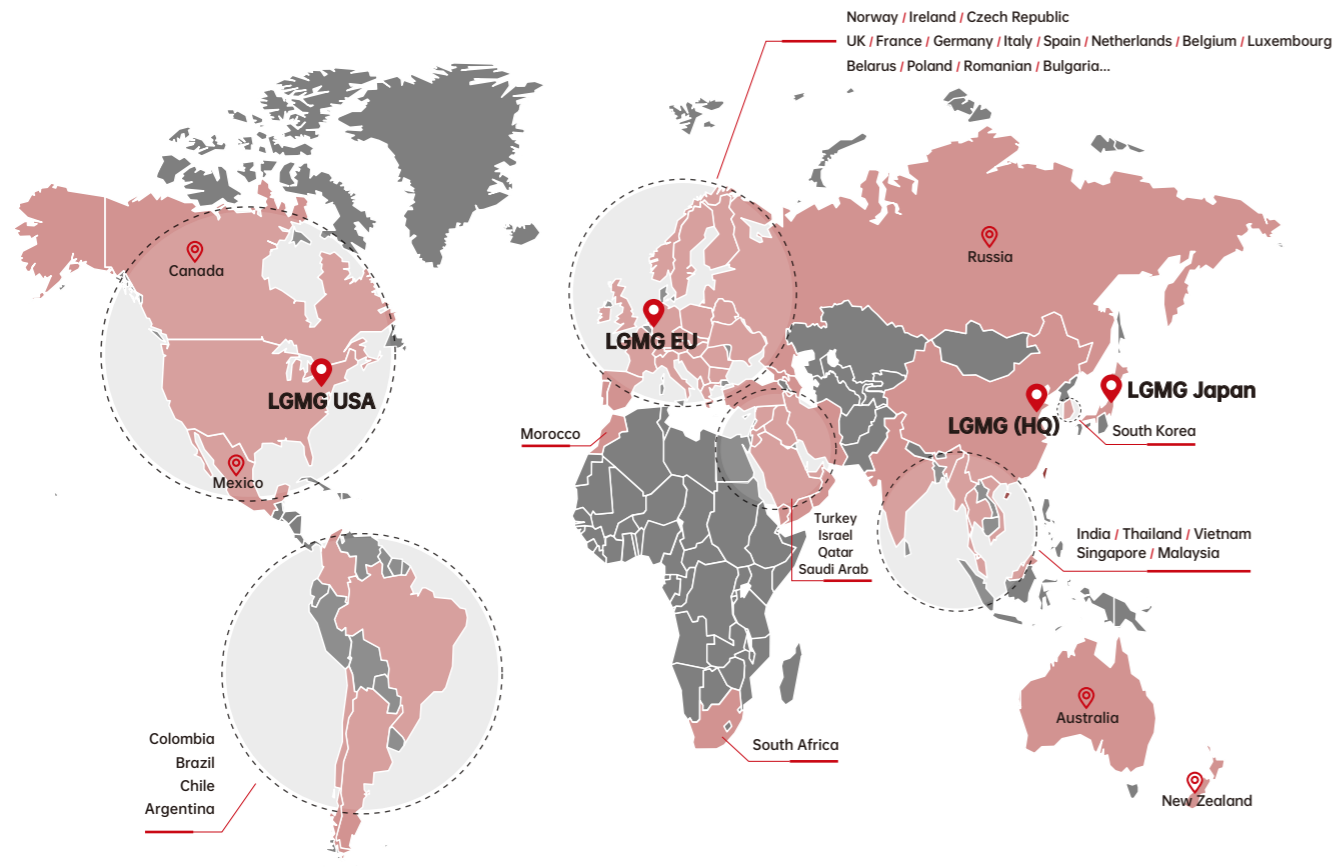 Norway / Ireland / Czech Republic
UK / France / Germany / Italy / Spain / Netherlands / Belgium / Luxembourg
Belarus / Poland / Romanian / Bulgaria...
Canada
Russia
LGMG EU
LGMG USA
LGMG Japan
LGMG (HQ)
South Korea
Morocco
Mexico
Turkey
Israel
Qatar
Saudi Arab
India / Thailand / Vietnam
Singapore / Malaysia
Australia
South Africa
Colombia
Brazil
Chile
Argentina
New Zealand